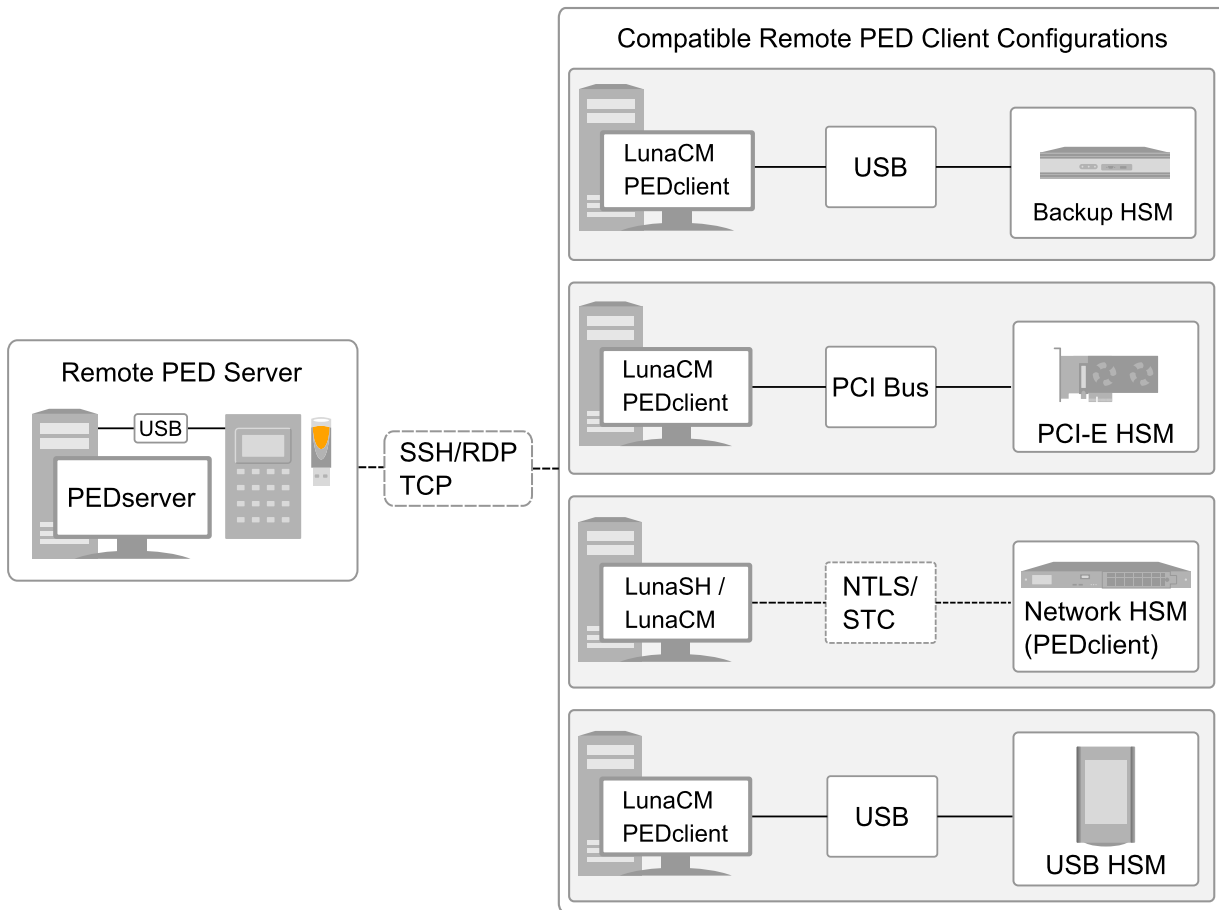 Compatible Remote PED Client Configurations
LunaCM
PEDclient
USB
Backup HSM
LunaCM
PEDclient
PCI Bus
PCI-E HSM
Remote PED Server
USB
PEDserver
SSH/RDP
TCP
LunaSH /
LunaCM
NTLS/
STC
Network HSM
(PEDclient)
LunaCM
PEDclient
USB
USB HSM